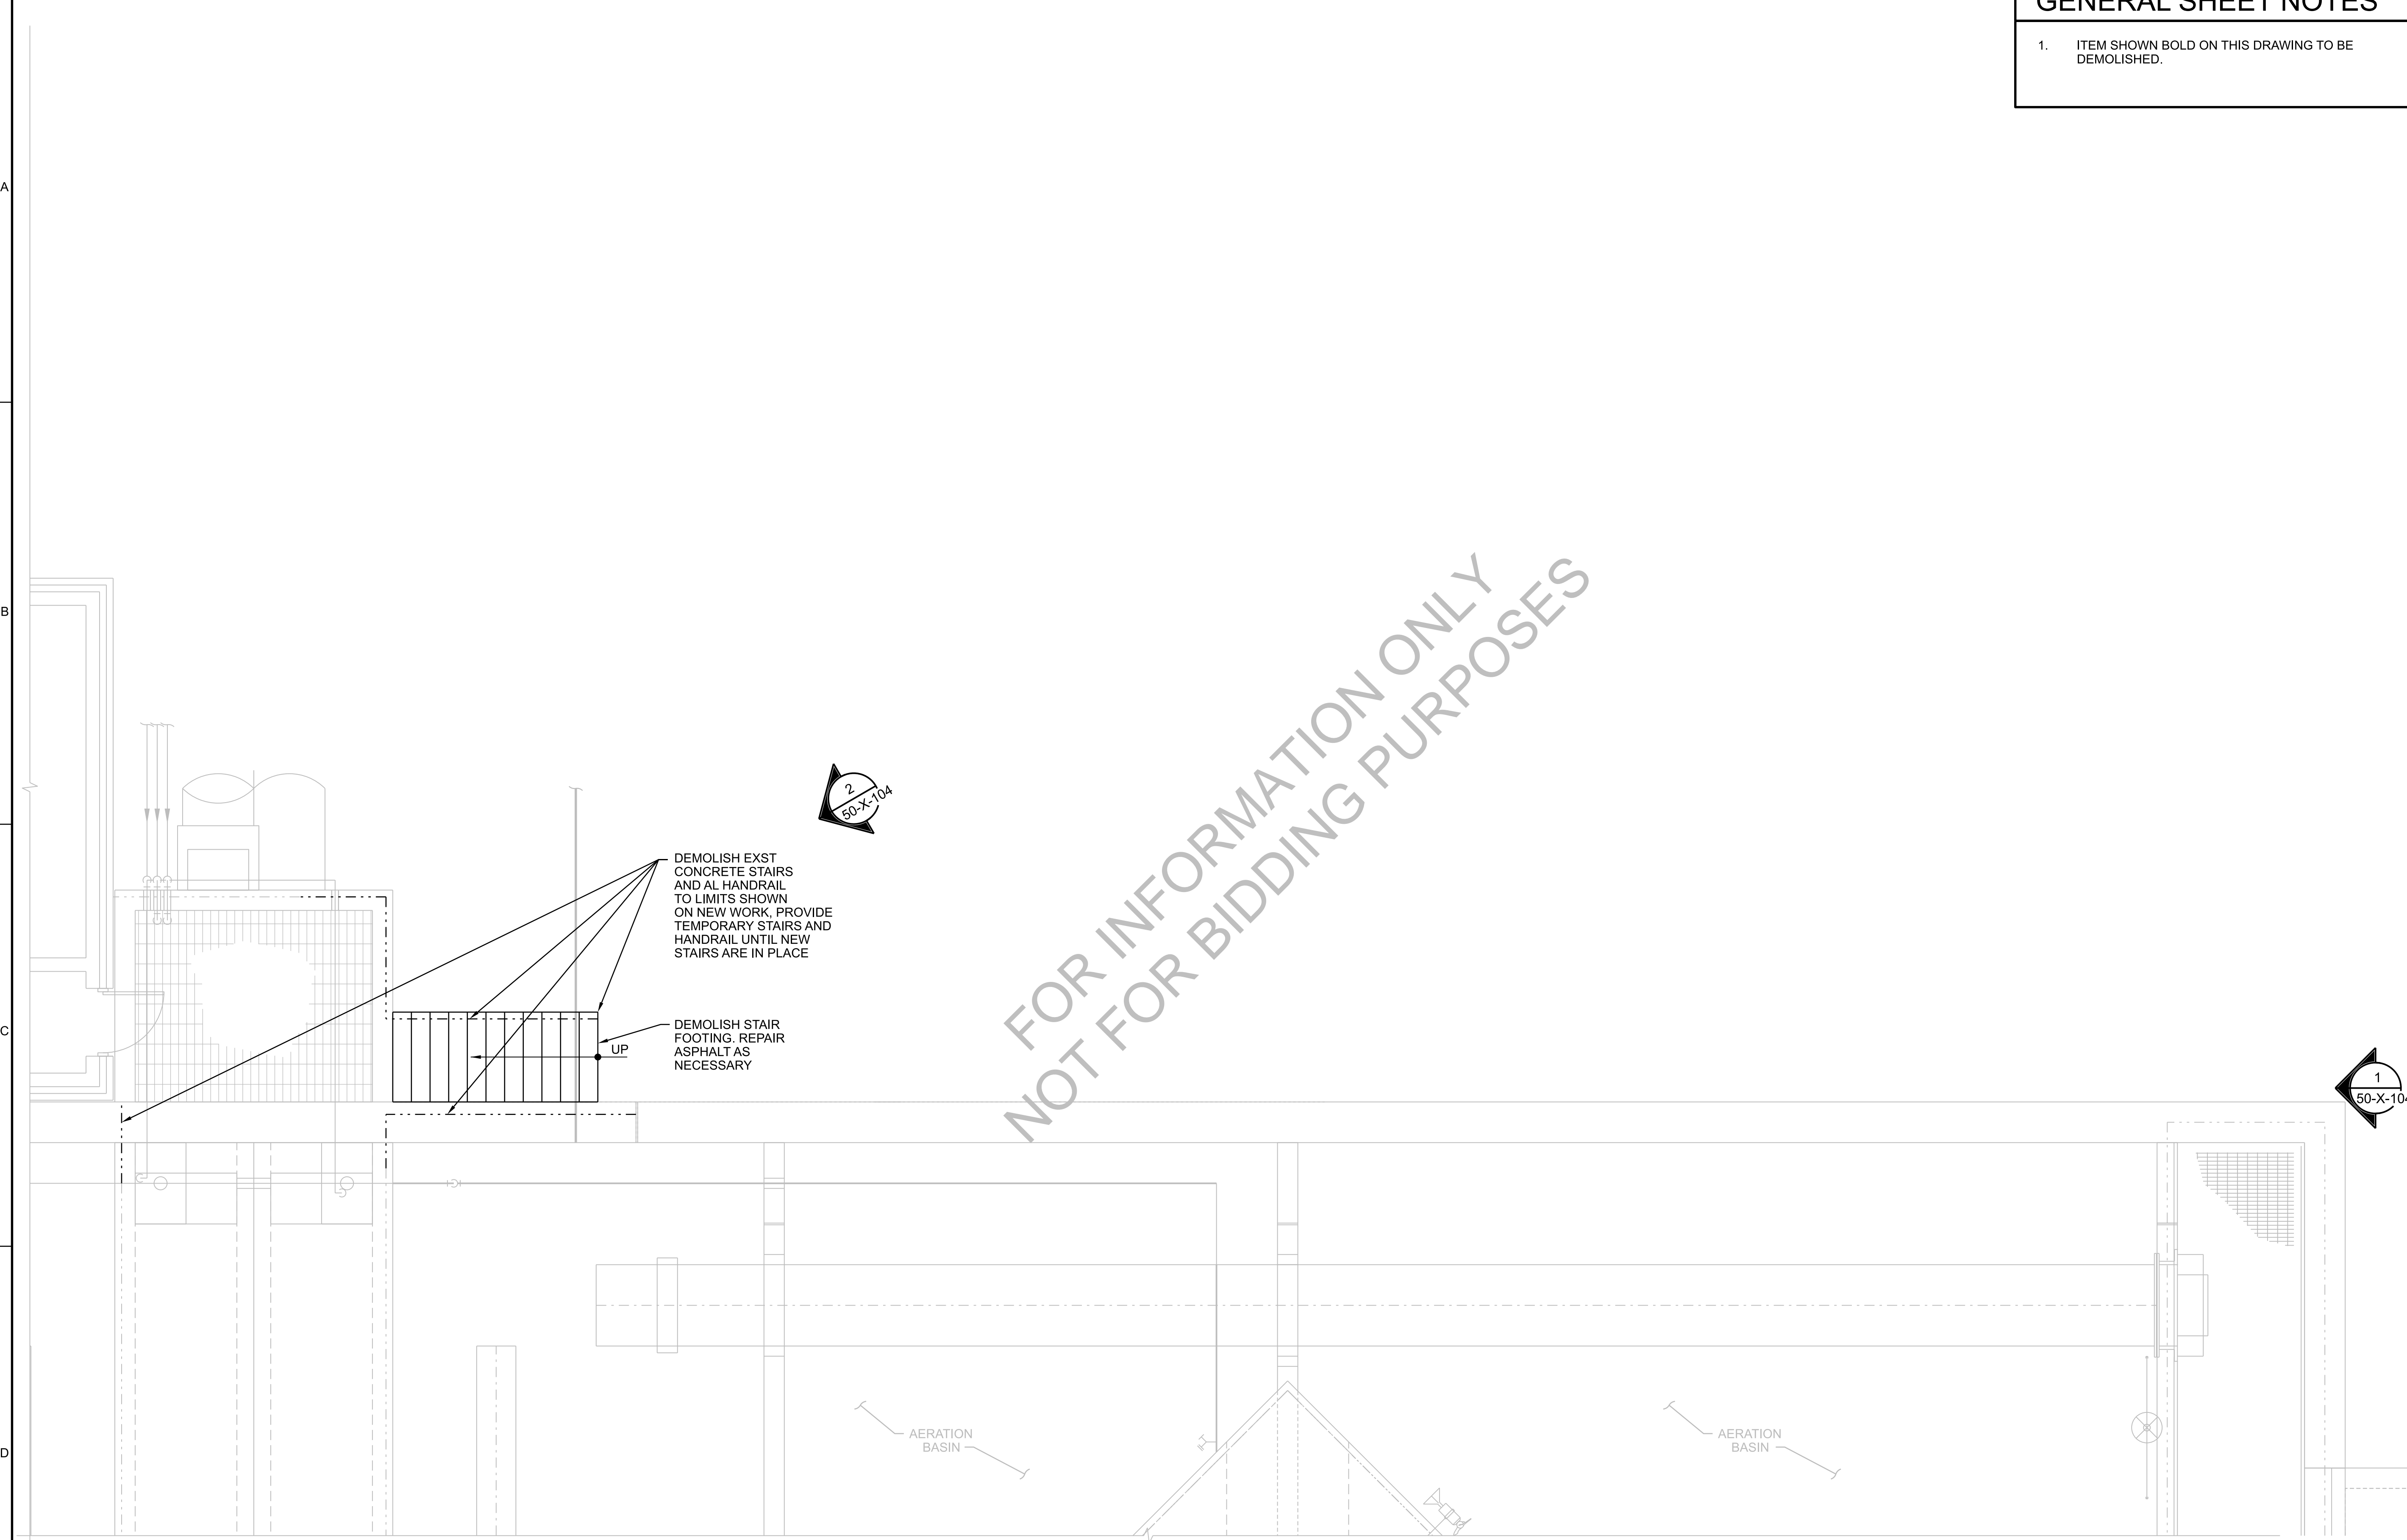 GENERAL SHEET NOTES
1. ITEM SHOWN BOLD ON THIS DRAWING TO BE
DEMOLISHED.
A
B
FOR INFORMATION ONLY
NOT FOR BIDDING PURPOSES
2
50-X-104
DEMOLISH EXST
CONCRETE STAIRS
AND AL HANDRAIL
TO LIMITS SHOWN
ON NEW WORK, PROVIDE
TEMPORARY STAIRS AND
HANDRAIL UNTIL NEW
STAIRS ARE IN PLACE
C
DEMOLISH STAIR
FOOTING. REPAIR
ASPHALT AS
NECESSARY
UP
1
50-X-104
AERATION
BASIN
AERATION
BASIN
D